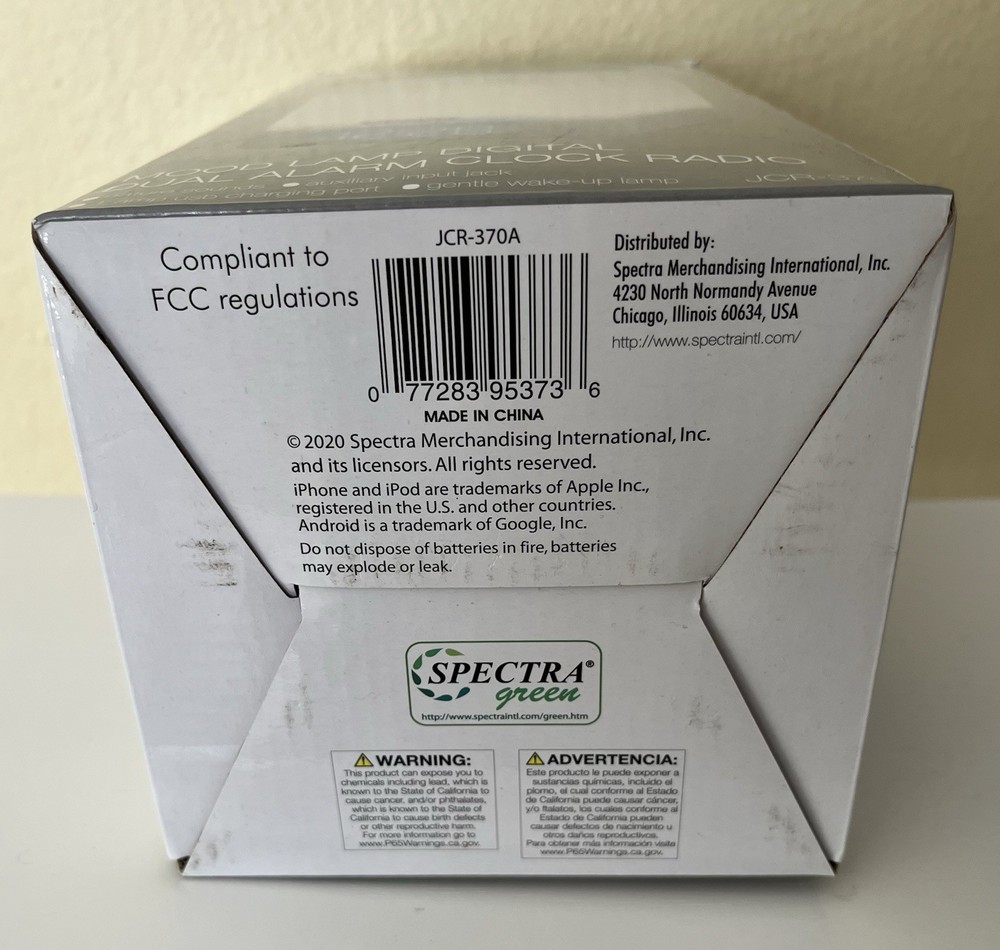 MOOD LAMP DIGITAL
DUAL ALARM CLOCK RADIO
sounds • auxiliary input jack
usb charging port • gentle wake-up lamp
JCR-370A
Compliant to
FCC regulations
0 77283 95373 6
MADE IN CHINA
Distributed by:
Spectra Merchandising International, Inc.
4230 North Normandy Avenue
Chicago, Illinois 60634, USA
http://www.spectraintl.com/
©2020 Spectra Merchandising International, Inc.
and its licensors. All rights reserved.
iPhone and iPod are trademarks of Apple Inc.,
registered in the U.S. and other countries.
Android is a trademark of Google, Inc.
Do not dispose of batteries in fire, batteries
may explode or leak.
SPECTRA®
green
http://www.spectraintl.com/green.htm
WARNING:
This product can expose you to
chemicals including lead, which is
known to the State of California to
cause cancer, and/or phthalates,
which is known to the State of
California to cause birth defects
or other reproductive harm.
For more information go to
www.P65Warnings.ca.gov.
ADVERTENCIA:
Este producto le puede exponer a
sustancias químicas, incluido el
plomo, el cual conforme al Estado
de California puede causar cáncer,
y/o ftalatos, los cuales conforme al
Estado de California pueden
causar defectos de nacimiento u
otros daños reproductivos.
Para obtener más información visite
www.P65Warnings.ca.gov.